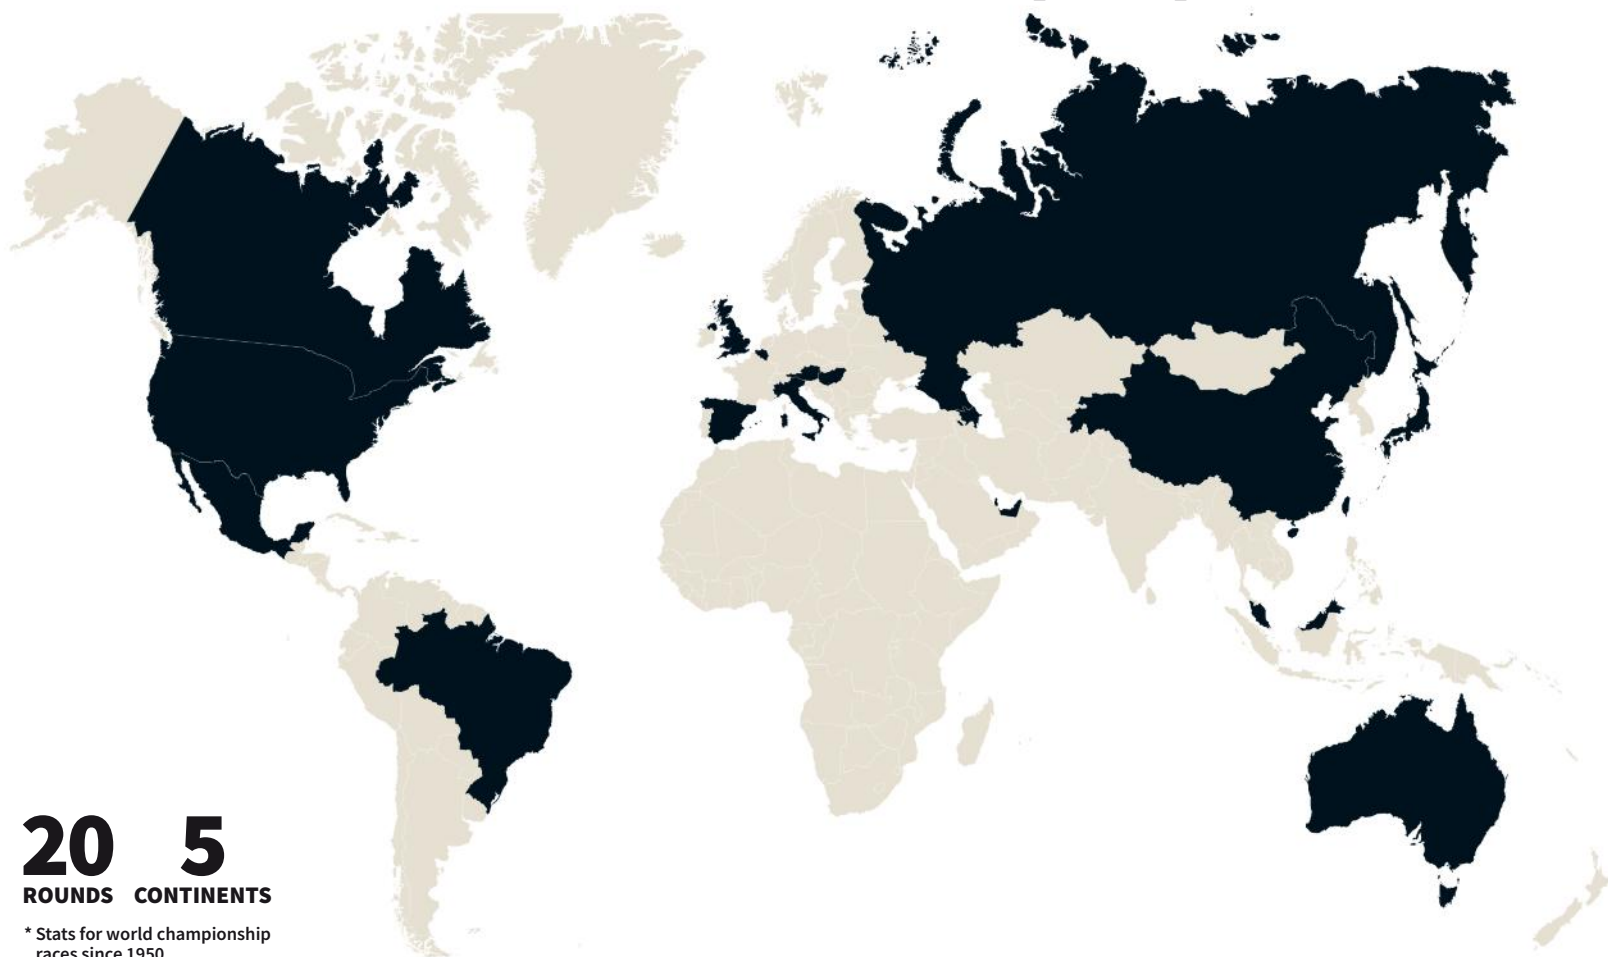 20 5
ROUNDS CONTINENTS
* Stats for world championship
races since 1950